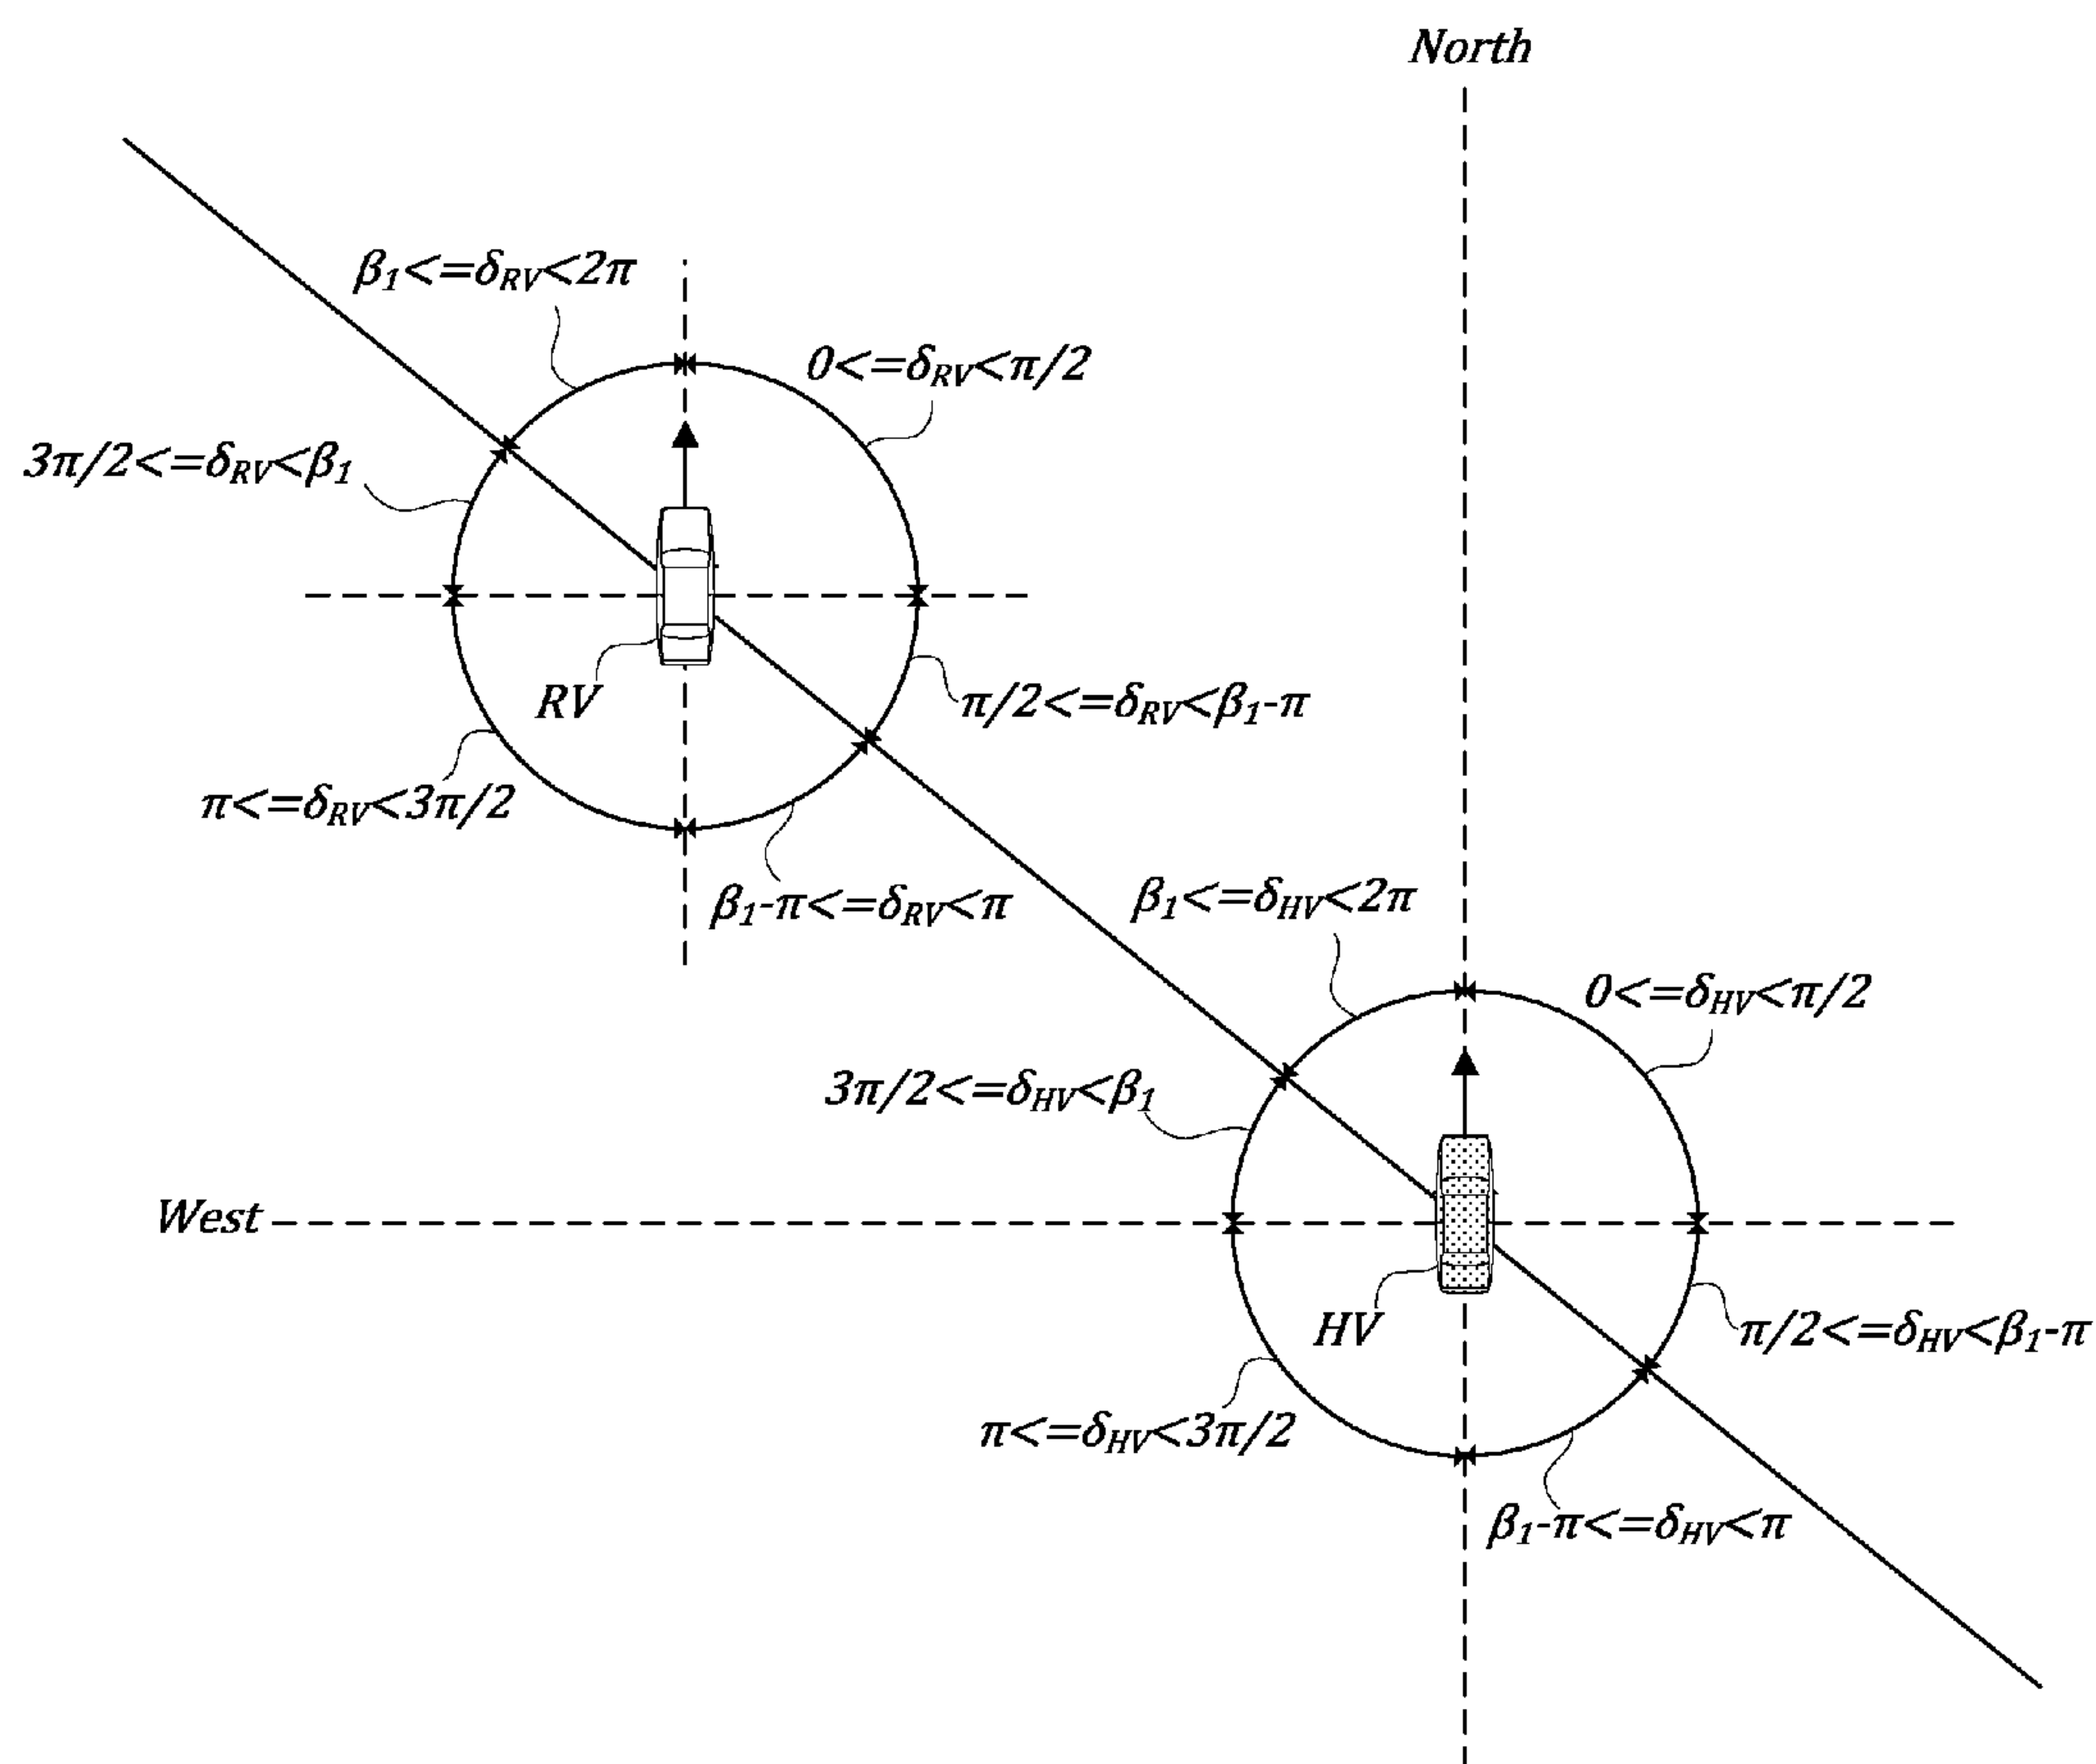 North
β₁<=δRV<2π
0<=δRV<π/2
3π/2<=δRV<β₁
RV
π/2<=δRV<β₁-π
π<=δRV<3π/2
β₁-π<=δRV<π
β₁<=δHV<2π
0<=δHV<π/2
3π/2<=δHV<β₁
West
HV
π/2<=δHV<β₁-π
π<=δHV<3π/2
β₁-π<=δHV<π